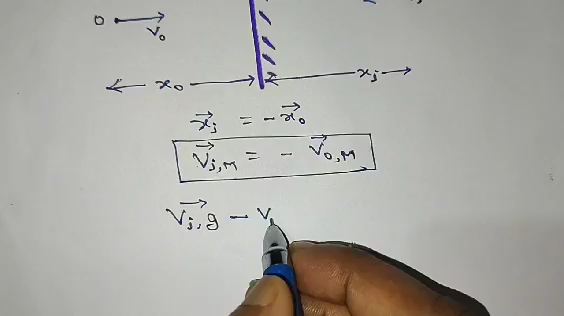 O
V₀
x₀ xᵢ
x⃗ᵢ = -x⃗₀
V⃗ᵢ,M = - V⃗₀,M
V⃗ᵢ,g - V